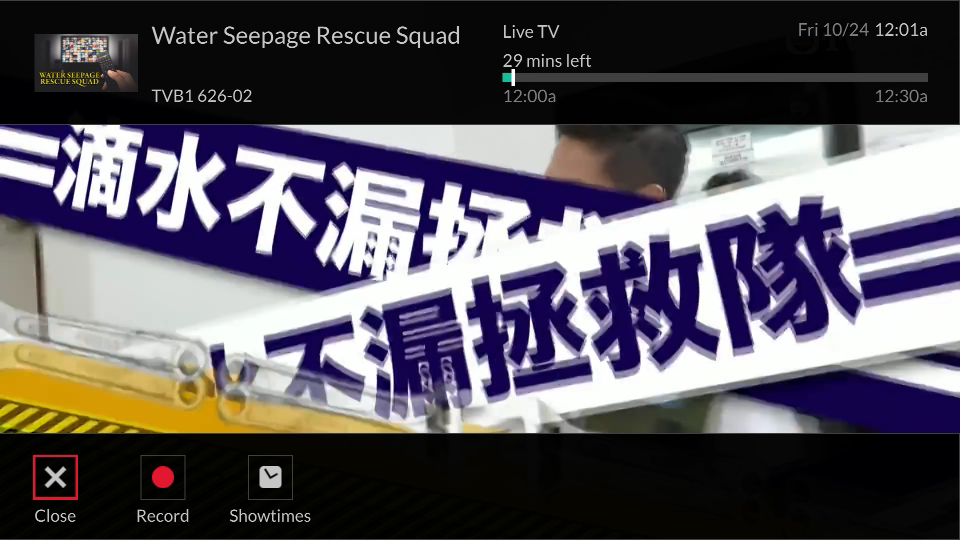 Water Seepage Rescue Squad
WATER SEEPAGE
RESCUE SQUAD
TVB1 626-02
Live TV
Fri 10/24 12:01a
29 mins left
12:00a
12:30a
滴水不漏拯救
水不漏拯救隊
Close
Record
Showtimes